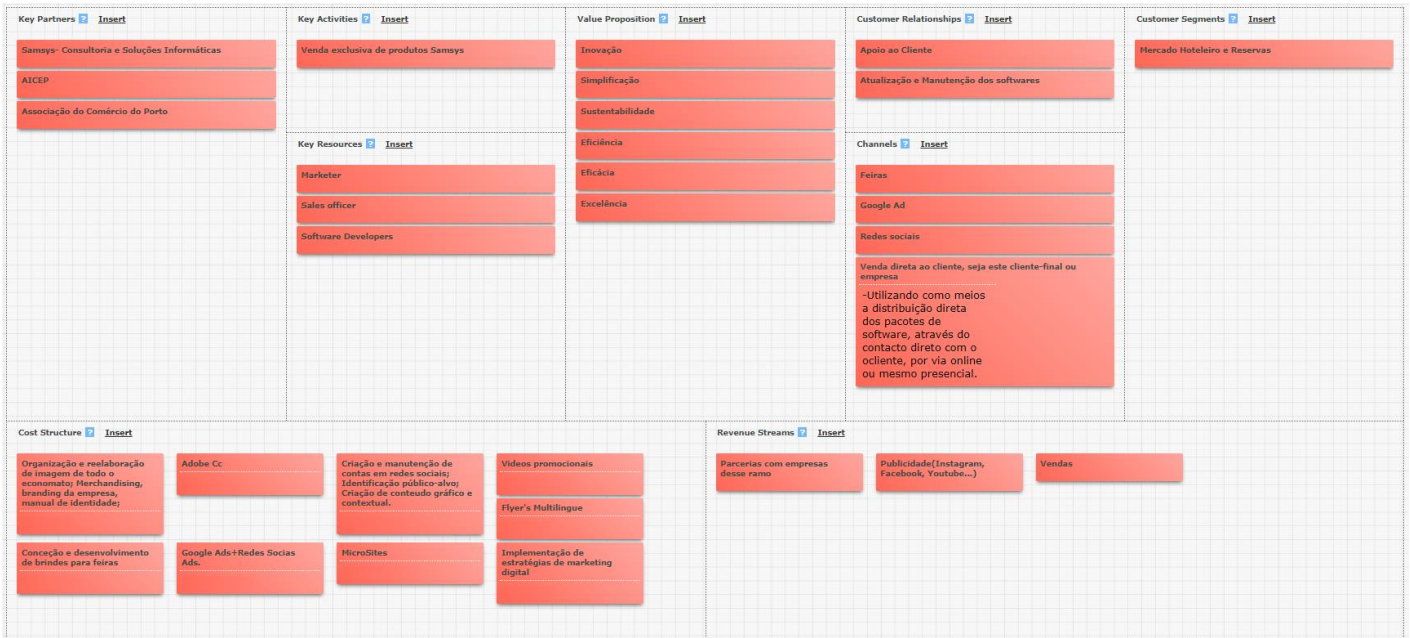 Key Partners ? Insert
Samsys- Consultoria e Soluções Informáticas
AICEP
Associação do Comércio do Porto
Key Activities ? Insert
Venda exclusiva de produtos Samsys
Key Resources ? Insert
Marketer
Sales officer
Software Developers
Value Proposition ? Insert
Inovação
Simplificação
Sustentabilidade
Eficiência
Eficácia
Excelência
Customer Relationships ? Insert
Apoio ao Cliente
Atualização e Manutenção dos softwares
Channels ? Insert
Feiras
Google Ad
Redes sociais
Venda direta ao cliente, seja este cliente-final ou
empresa
-Utilizando como meios
a distribuição direta
dos pacotes de
software, através do
contacto direto com o
ocliente, por via online
ou mesmo presencial.
Customer Segments ? Insert
Mercado Hoteleiro e Reservas
Cost Structure ? Insert
Organização e reelaboração
de imagem de todo o
economato; Merchandising,
branding da empresa,
manual de identidade;
Adobe Cc
Criação e manutenção de
contas em redes sociais;
Identificação público-alvo;
Criação de conteudo gráfico e
contextual.
Videos promocionais
Flyer's Multilingue
Conceção e desenvolvimento
de brindes para feiras
Google Ads+Redes Socias
Ads.
MicroSites
Implementação de
estratégias de marketing
digital
Revenue Streams ? Insert
Parcerias com empresas
desse ramo
Publicidade(Instagram,
Facebook, Youtube...)
Vendas